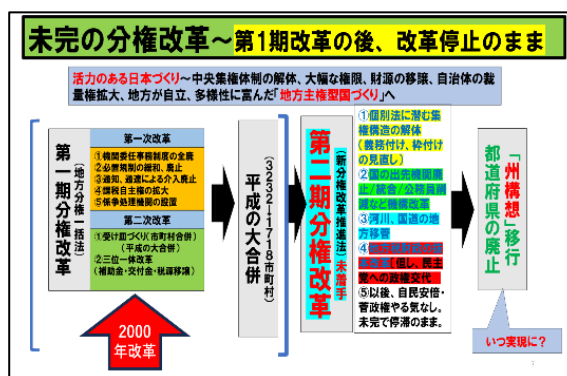 未完の分権改革～第1期改革の後、改革停止のまま
活力のある日本づくり～中央集権体制の解体、大幅な権限、財源の移譲、自治体の裁
量権拡大、地方が自立、多様性に富んだ「地方主権型国づくり」へ
第一期分権改革
(地方分権一括法)
第一次改革
①機関委任事務制度の全廃
②必置規制の緩和、廃止
③通知、通達による介入廃止
④課税自主権の拡大
⑤係争処理機関の設置
第二次改革
①受け皿づくり(市町村合併)
(平成の大合併)
②三位一体改革
(補助金・交付金・税源移譲)
2000
年改革
平成の大合併
(3232→1718市町村)
第二期分権改革
(新分権改革推進法)未着手
①個別法に潜む集
権構造の解体
(義務付け、枠付け
の見直し)
②国の出先機関廃
止/統合/公務員削
減など機構改革
③河川、国道の地
方移管
但し、民主
党への政権交代
⑤以後、自民安倍・
菅政権やる気なし。
未完で停滞のまま。
「州構想」移行
都道府県の廃止
いつ実現に?